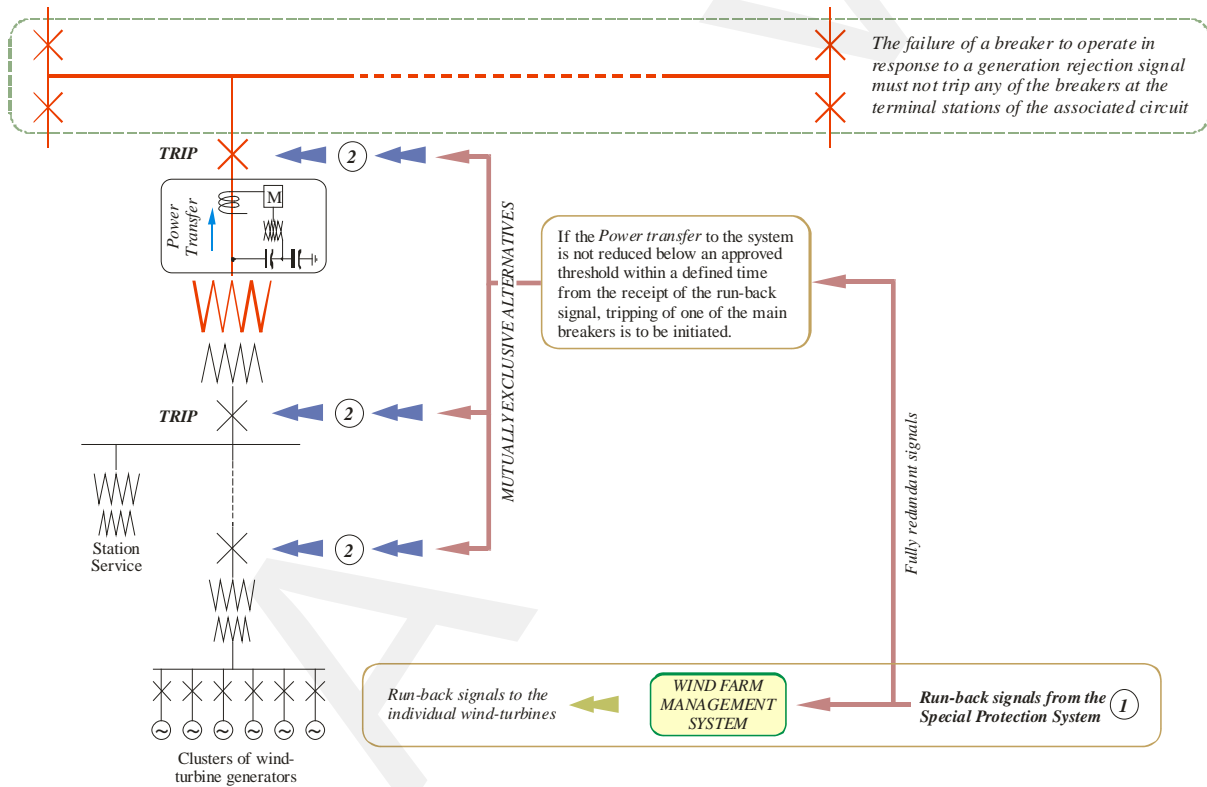 The failure of a breaker to operate in
response to a generation rejection signal
must not trip any of the breakers at the
terminal stations of the associated circuit
TRIP
2
Power
Transfer
M
MUTUALLY EXCLUSIVE ALTERNATIVES
If the Power transfer to the system
is not reduced below an approved
threshold within a defined time
from the receipt of the run-back
signal, tripping of one of the main
breakers is to be initiated.
TRIP
2
Station
Service
2
Fully redundant signals
Run-back signals to the
individual wind-turbines
WIND FARM
MANAGEMENT
SYSTEM
Run-back signals from the
Special Protection System
1
Clusters of wind-
turbine generators